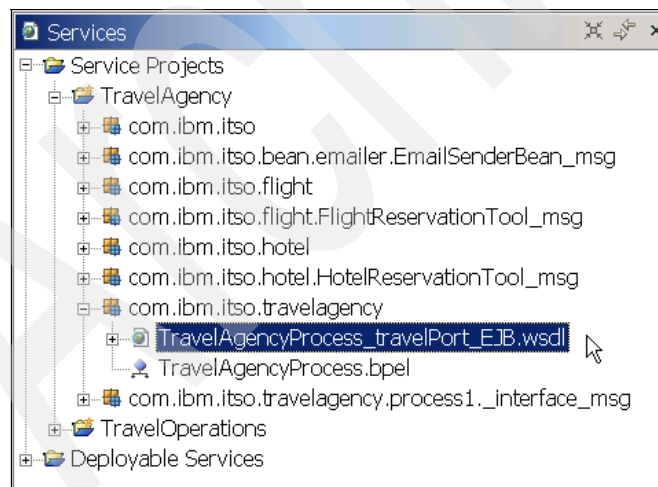 Services
Service Projects
TravelAgency
com.ibm.itso
com.ibm.itso.bean.emailer.EmailSenderBean_msg
com.ibm.itso.flight
com.ibm.itso.flight.FlightReservationTool_msg
com.ibm.itso.hotel
com.ibm.itso.hotel.HotelReservationTool_msg
com.ibm.itso.travelagency
TravelAgencyProcess_travelPort_EJB.wsdl
TravelAgencyProcess.bpel
com.ibm.itso.travelagency.process1._interface_msg
TravelOperations
Deployable Services